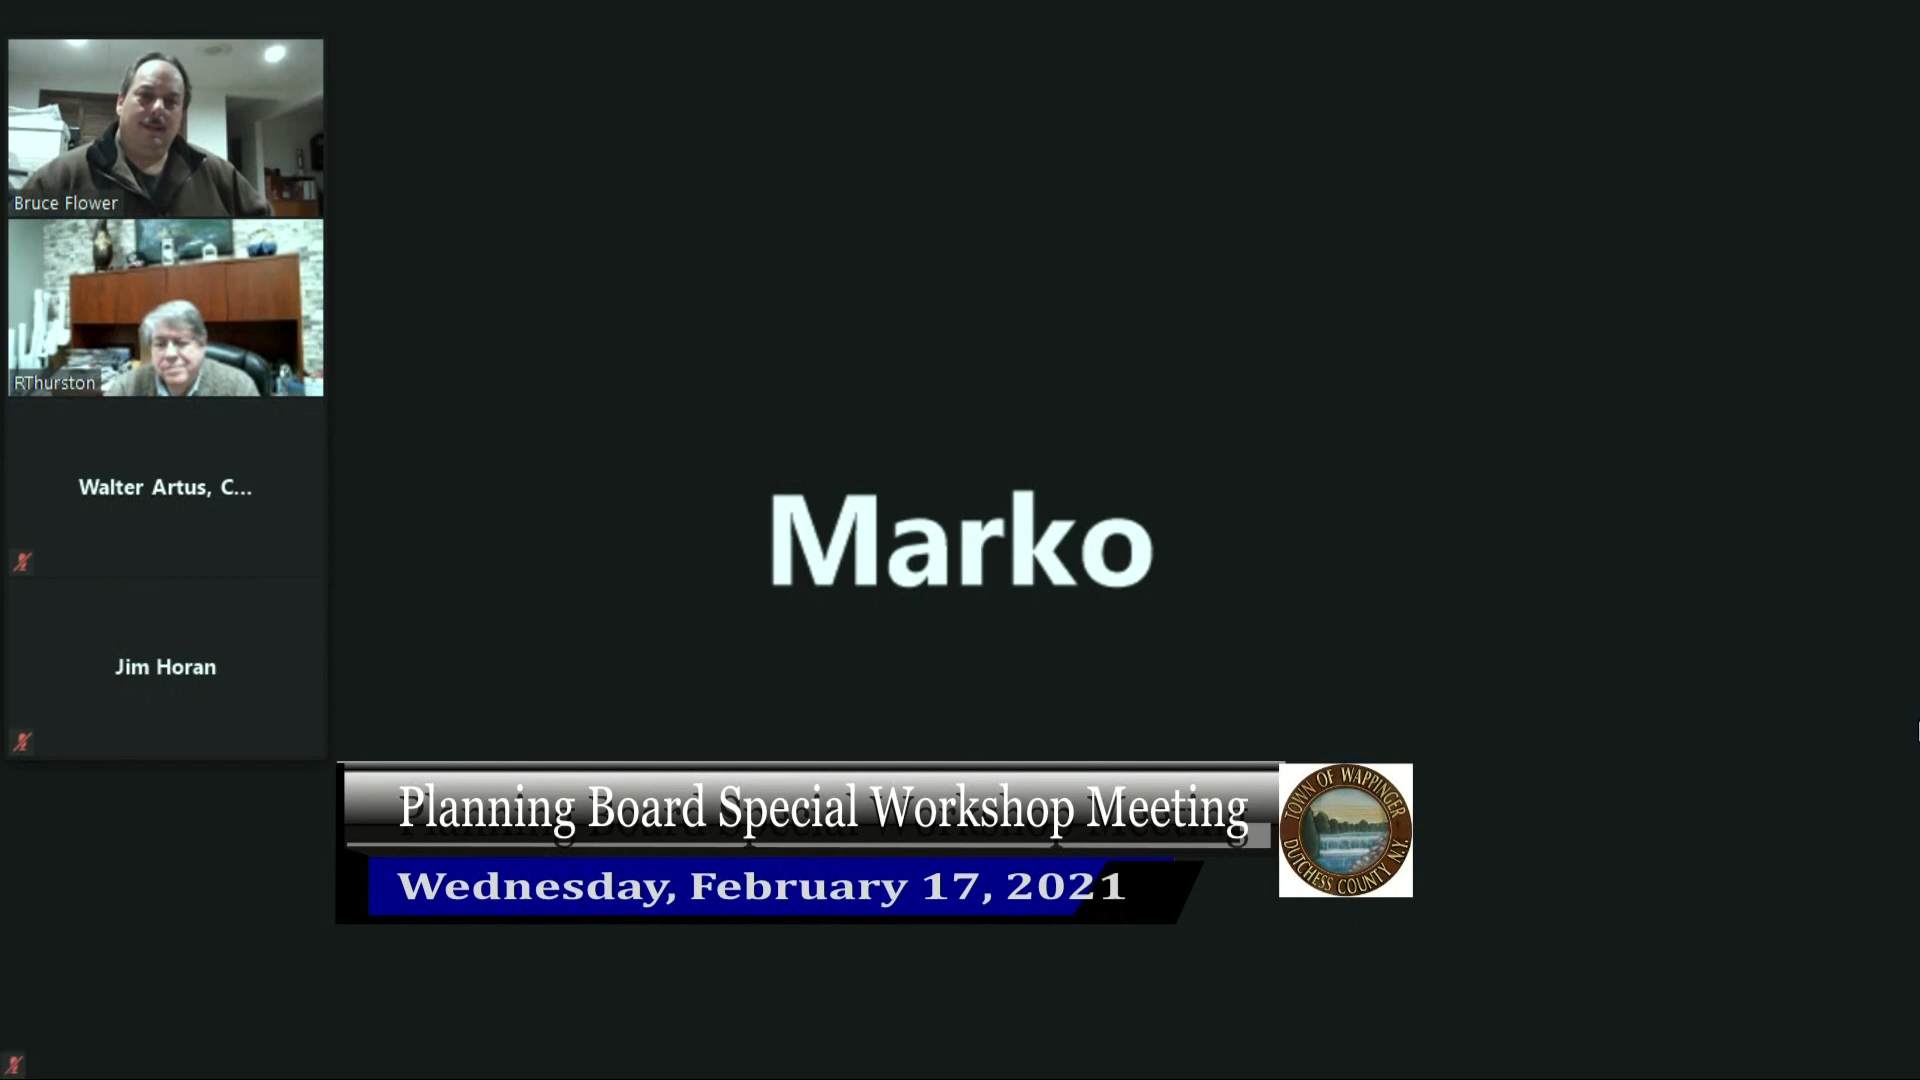 Bruce Flower
RThurston
Walter Artus, C...
Jim Horan
Marko
Planning Board Special Workshop Meeting
Wednesday, February 17, 2021
TOWN OF WAPPINGER
DUTCHESS COUNTY N.Y.